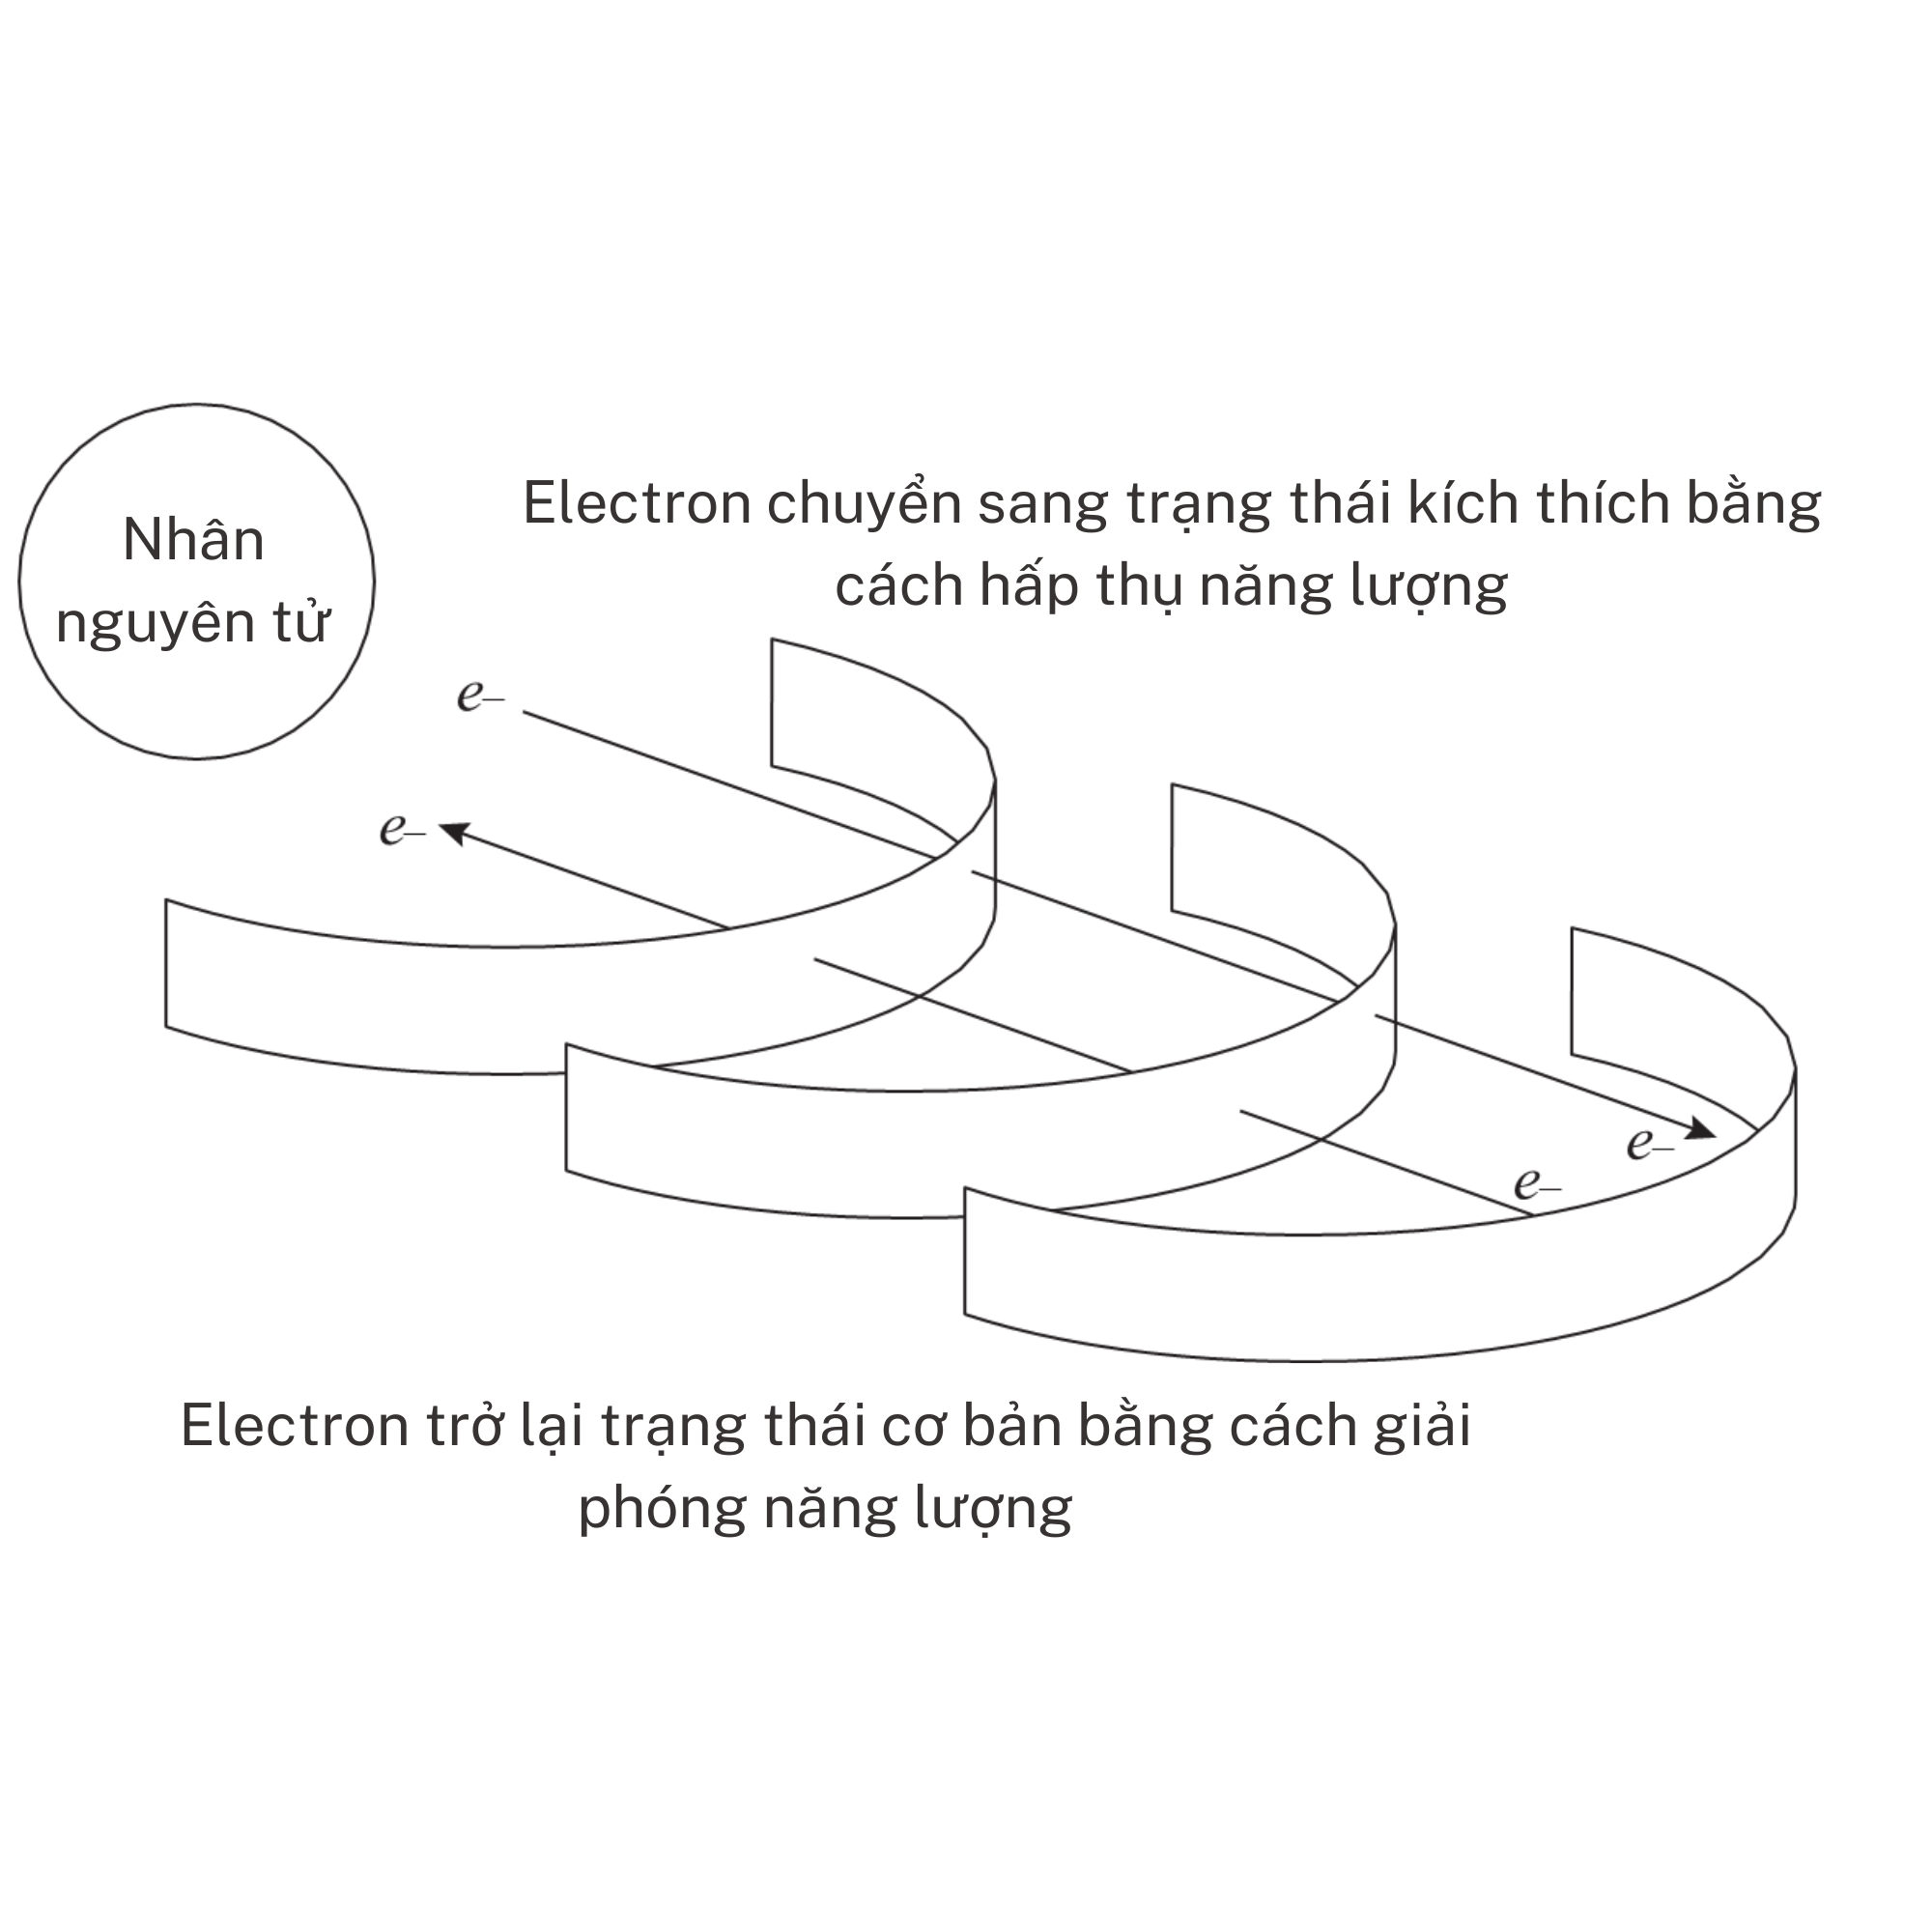 Nhân
nguyên tử
Electron chuyển sang trạng thái kích thích bằng
cách hấp thụ năng lượng
e–
e–
e–
e–
Electron trở lại trạng thái cơ bản bằng cách giải
phóng năng lượng